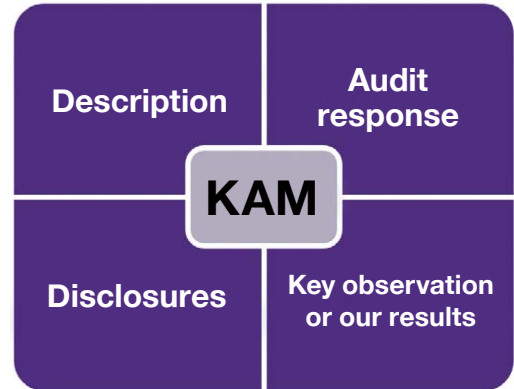 Description
Audit
response
KAM
Disclosures
Key observation
or our results